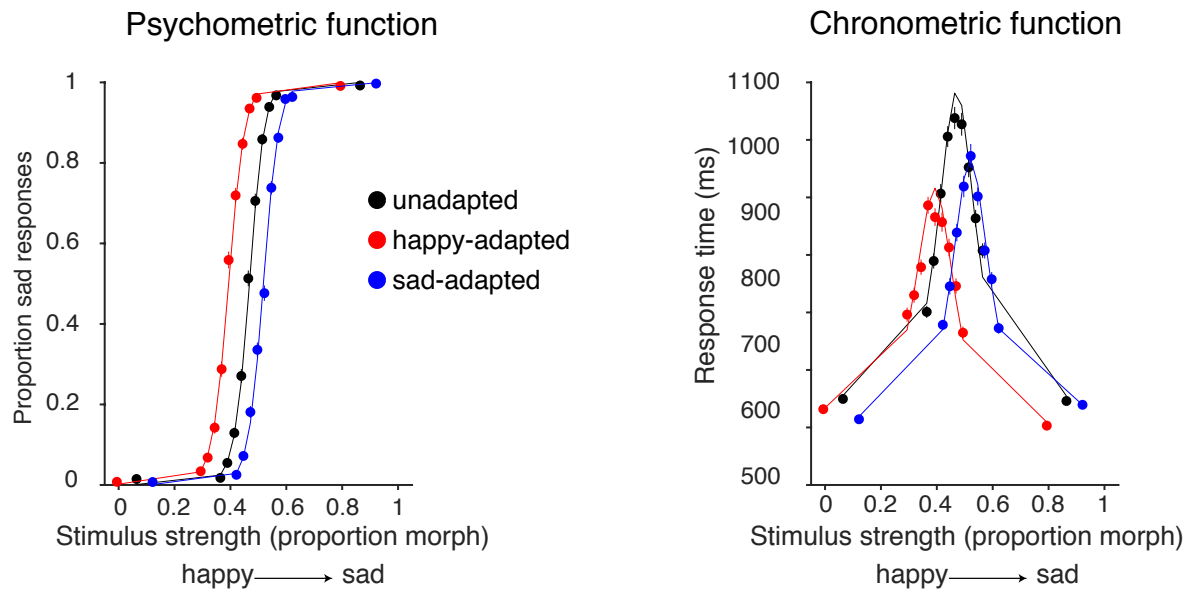 Psychometric function
Proportion sad responses
1
0.8
0.6
0.4
0.2
0
0 0.2 0.4 0.6 0.8 1
Stimulus strength (proportion morph)
happy sad
unadapted
happy-adapted
sad-adapted
Chronometric function
Response time (ms)
1100
1000
900
800
700
600
500
0 0.2 0.4 0.6 0.8 1
Stimulus strength (proportion morph)
happy sad